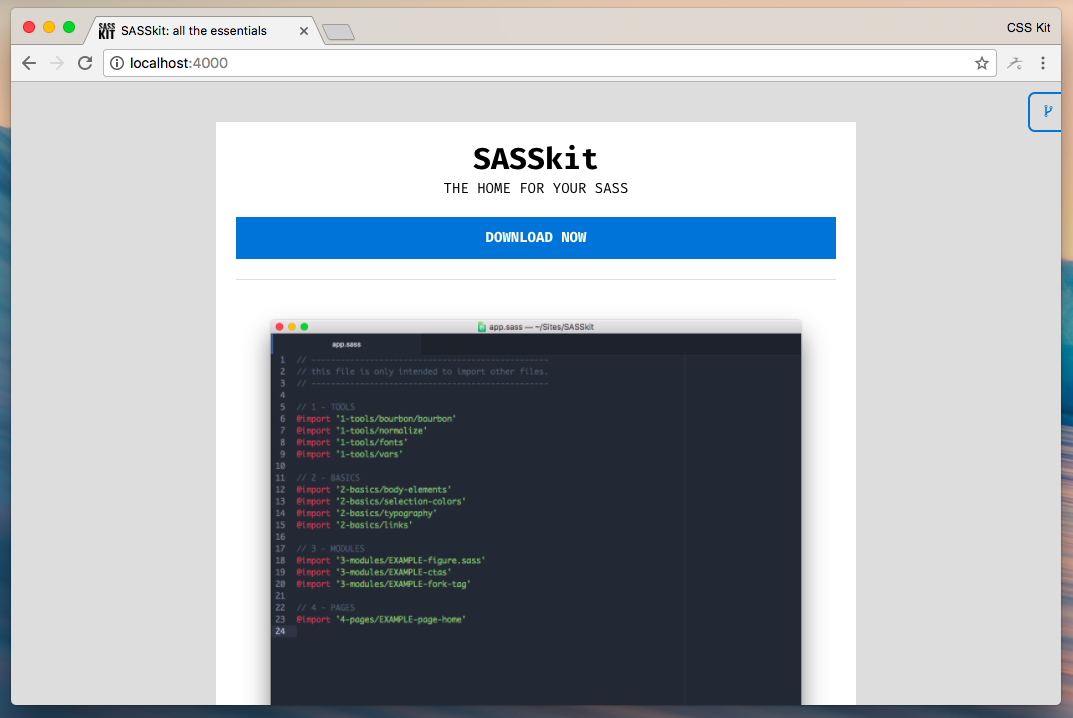 SASS
KIT
SASSkit: all the essentials
CSS Kit
localhost:4000
SASSkit
THE HOME FOR YOUR SASS
DOWNLOAD NOW
app.sass — ~/Sites/SASSkit
app.sass
1 // -------------------------------------------------
2 // this file is only intended to import other files.
3 // -------------------------------------------------
4
5 // 1 - TOOLS
6 @import '1-tools/bourbon/bourbon'
7 @import '1-tools/normalize'
8 @import '1-tools/fonts'
9 @import '1-tools/vars'
10
11 // 2 - BASICS
12 @import '2-basics/body-elements'
13 @import '2-basics/selection-colors'
14 @import '2-basics/typography'
15 @import '2-basics/links'
16
17 // 3 - MODULES
18 @import '3-modules/EXAMPLE-figure.sass'
19 @import '3-modules/EXAMPLE-ctas'
20 @import '3-modules/EXAMPLE-fork-tag'
21
22 // 4 - PAGES
23 @import '4-pages/EXAMPLE-page-home'
24